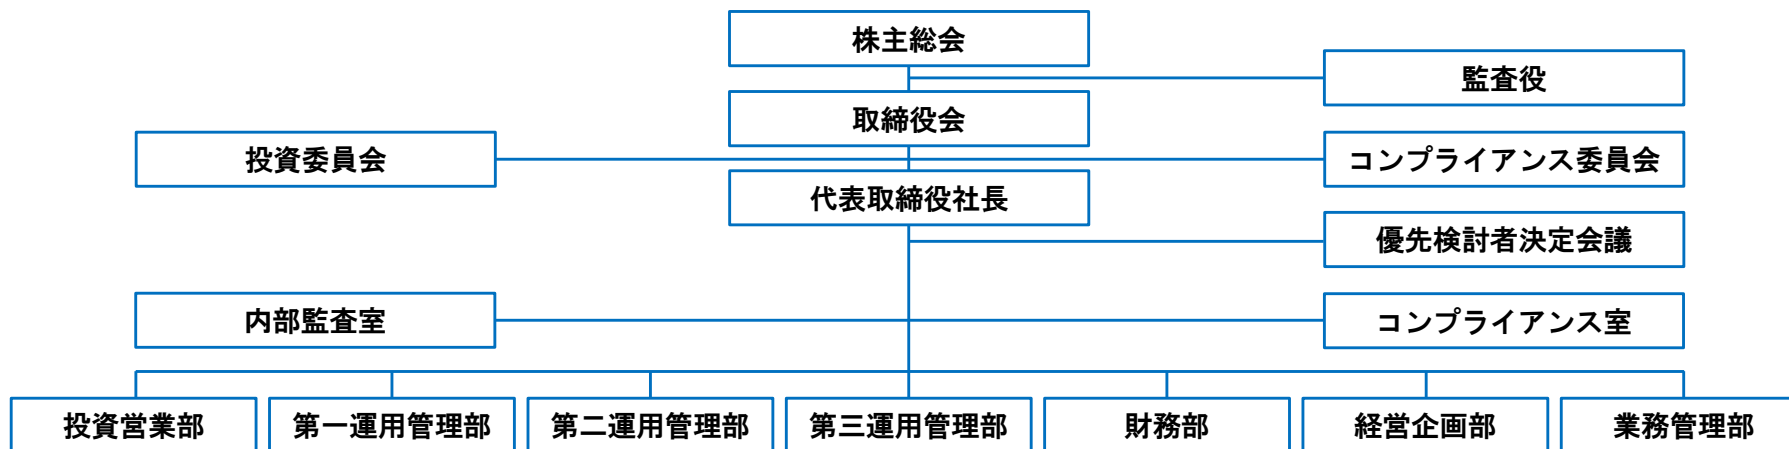 株主総会
監査役
取締役会
投資委員会
コンプライアンス委員会
代表取締役社長
優先検討者決定会議
内部監査室
コンプライアンス室
投資営業部
第一運用管理部
第二運用管理部
第三運用管理部
財務部
経営企画部
業務管理部